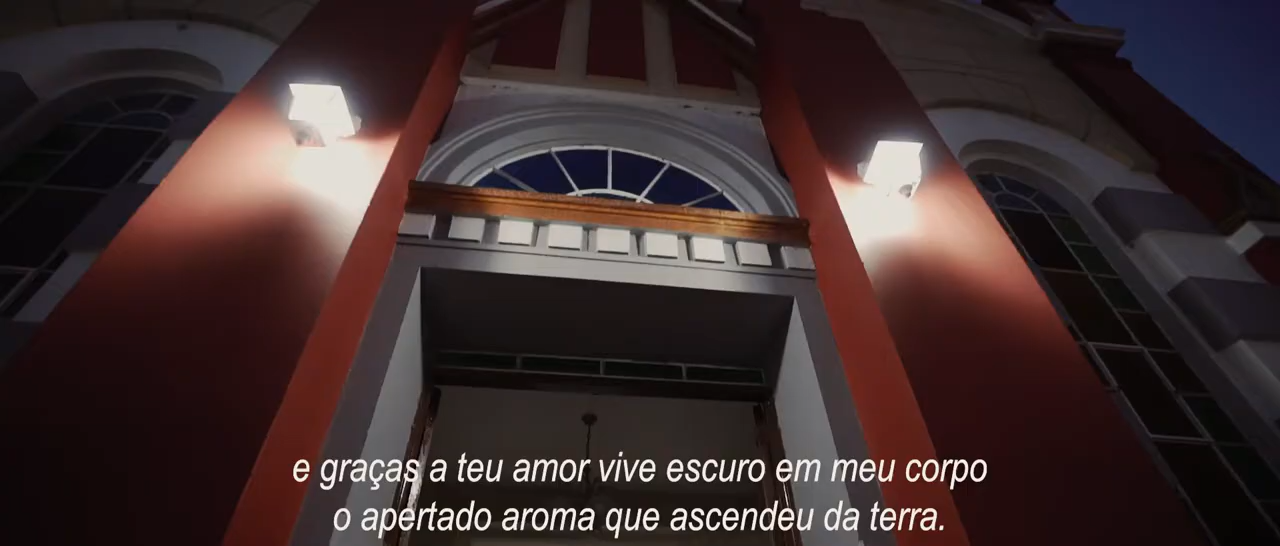 e graças a teu amor vive escuro em meu corpo
o apertado aroma que ascendeu da terra.